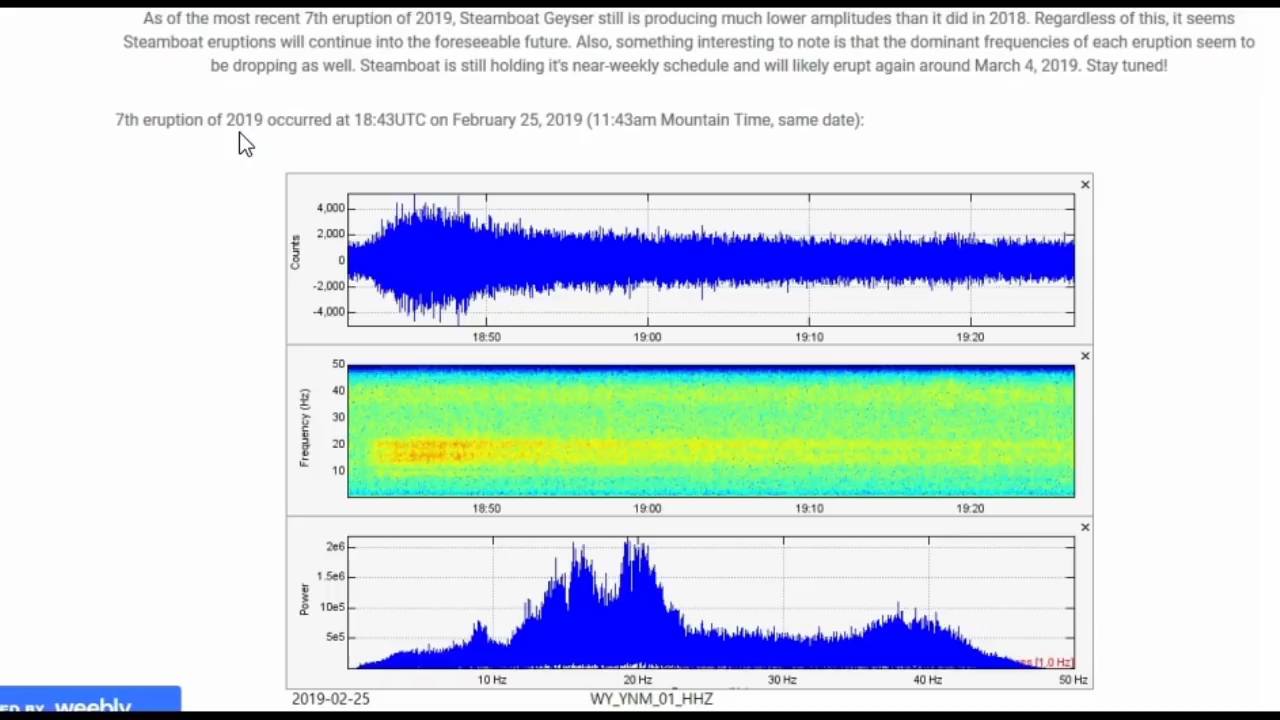 As of the most recent 7th eruption of 2019, Steamboat Geyser still is producing much lower amplitudes than it did in 2018. Regardless of this, it seems
Steamboat eruptions will continue into the foreseeable future. Also, something interesting to note is that the dominant frequencies of each eruption seem to
be dropping as well. Steamboat is still holding it's near-weekly schedule and will likely erupt again around March 4, 2019. Stay tuned!
7th eruption of 2019 occurred at 18:43UTC on February 25, 2019 (11:43am Mountain Time, same date):
Counts
4,000
2,000
0
-2,000
-4,000
18:50 19:00 19:10 19:20
Frequency (Hz)
50
40
30
20
10
18:50 19:00 19:10 19:20
Power
2e6
1.5e6
10e5
5e5
[1.0 Hz]
10 Hz 20 Hz 30 Hz 40 Hz 50 Hz
2019-02-25 WY_YNM_01_HHZ
BY weebly